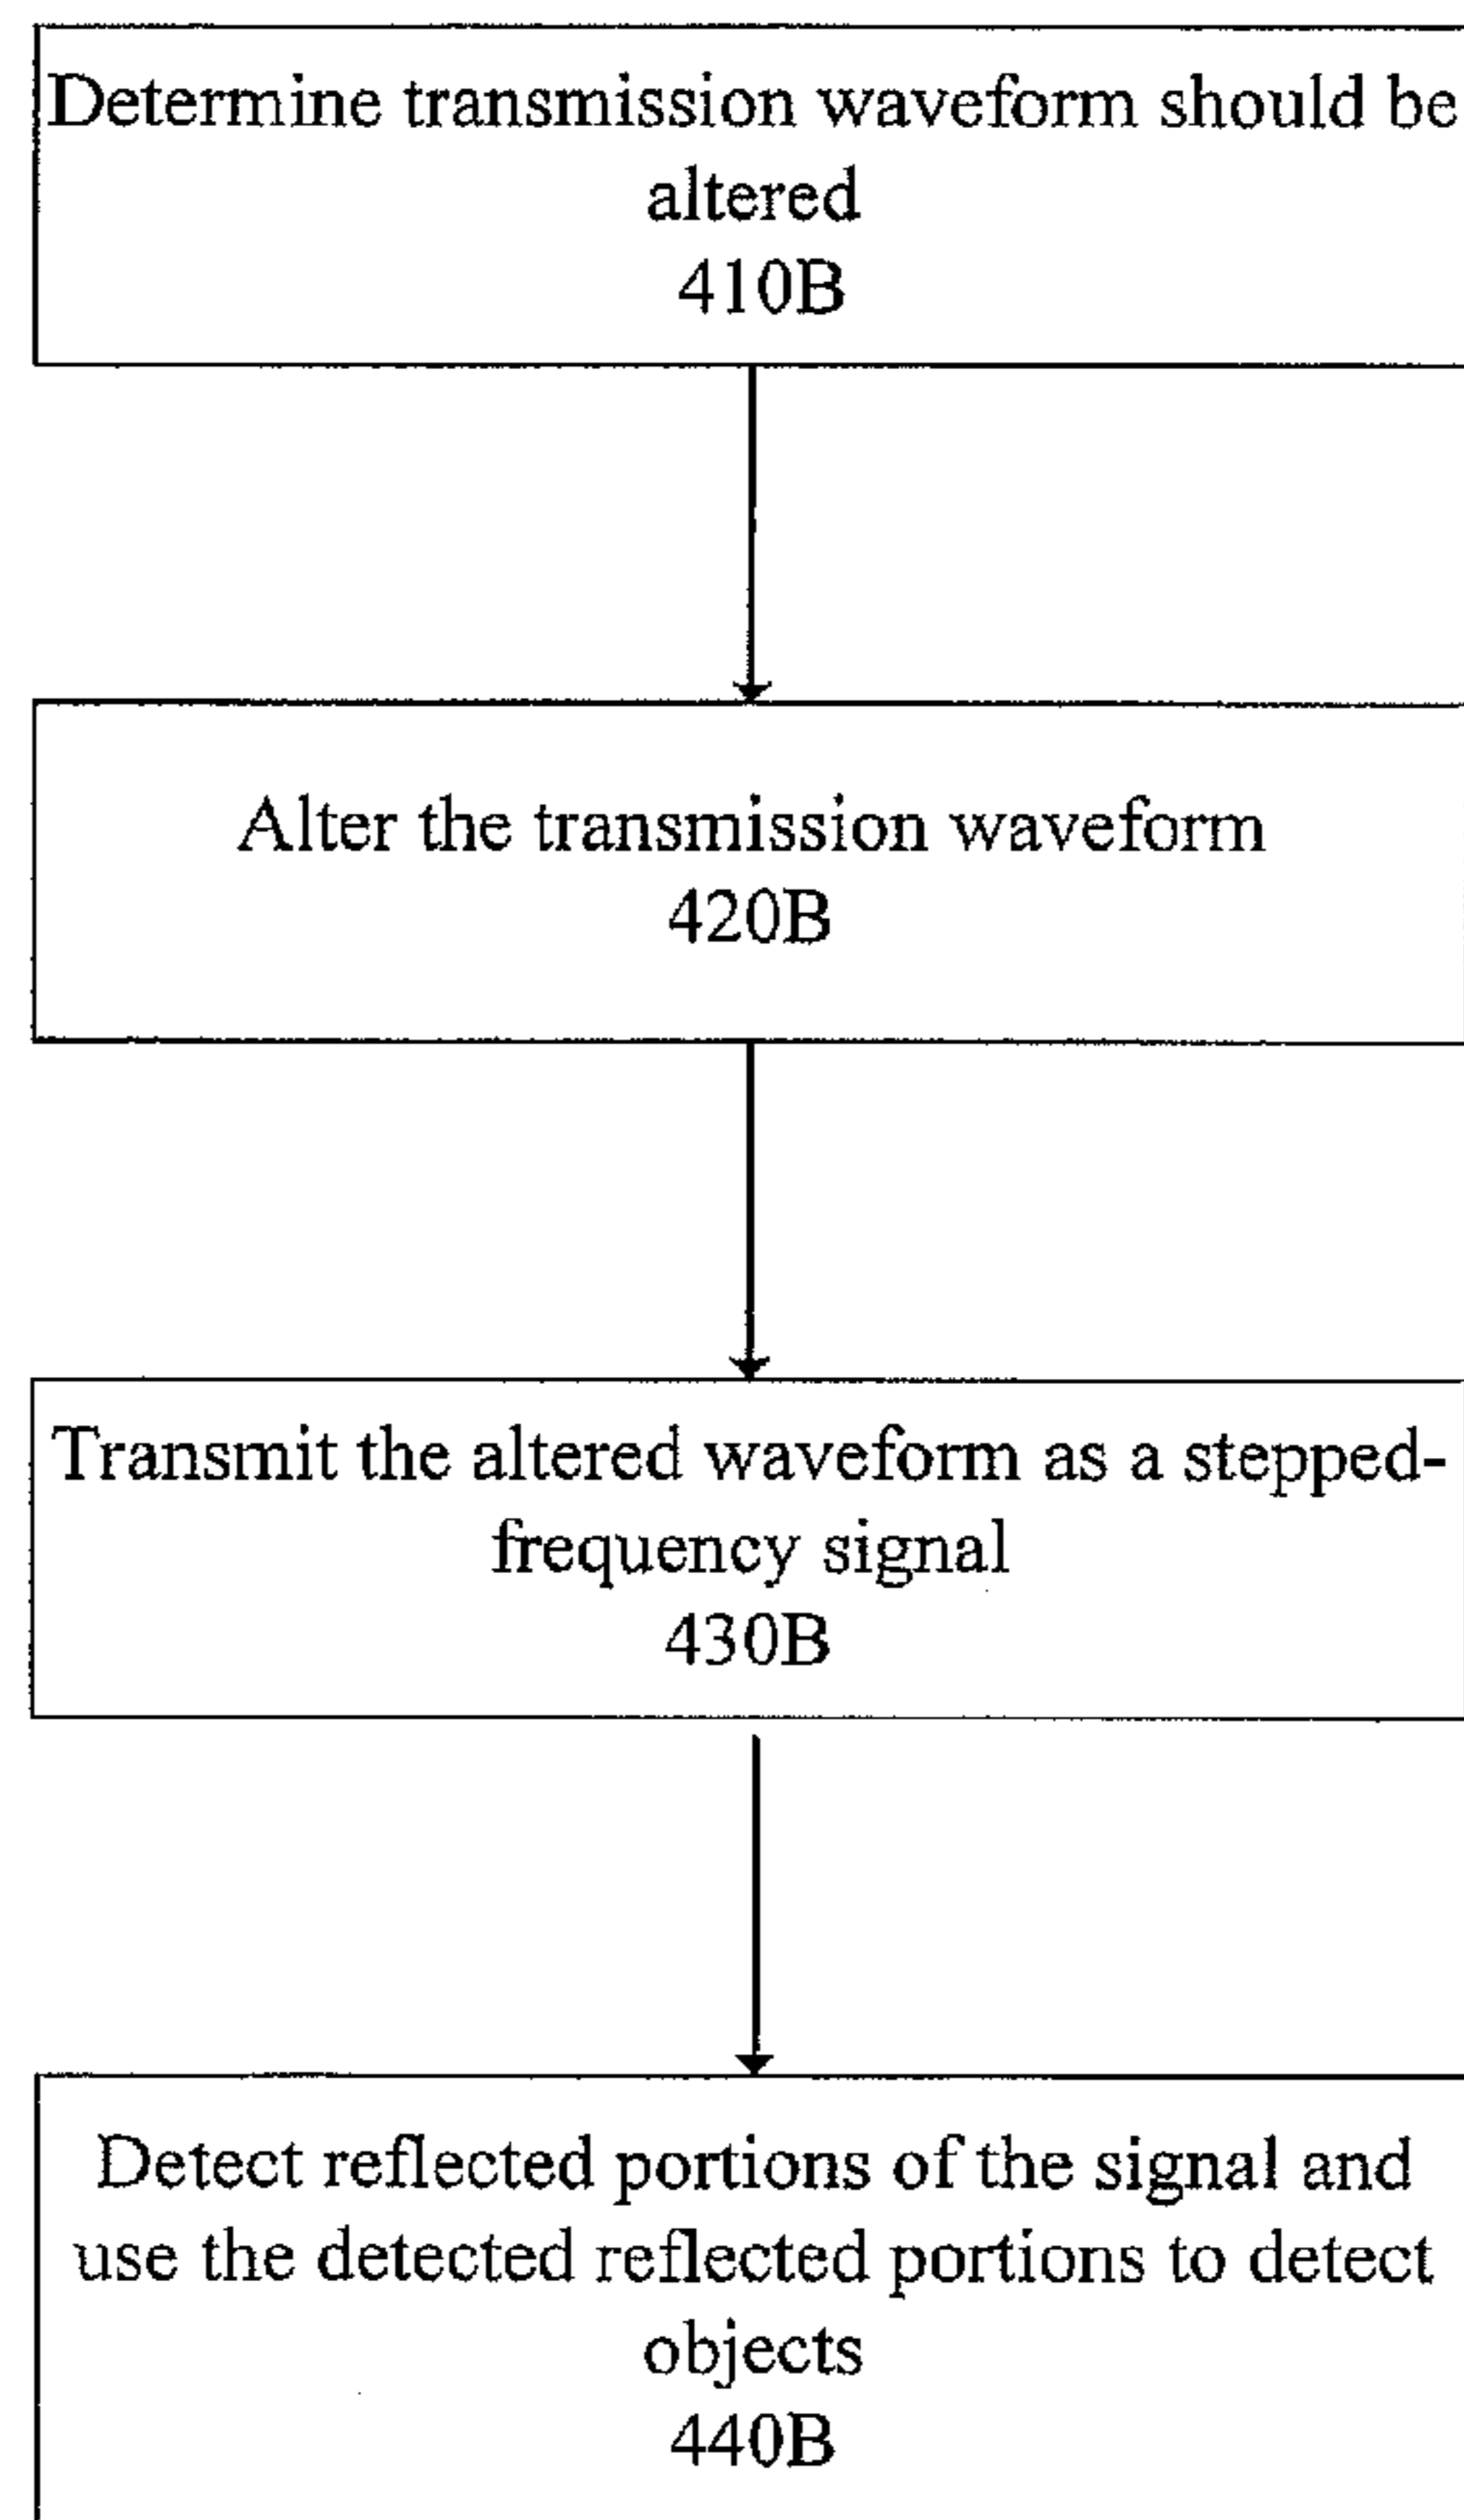 Determine transmission waveform should be
altered
410B
Alter the transmission waveform
420B
Transmit the altered waveform as a stepped-
frequency signal
430B
Detect reflected portions of the signal and
use the detected reflected portions to detect
objects
440B